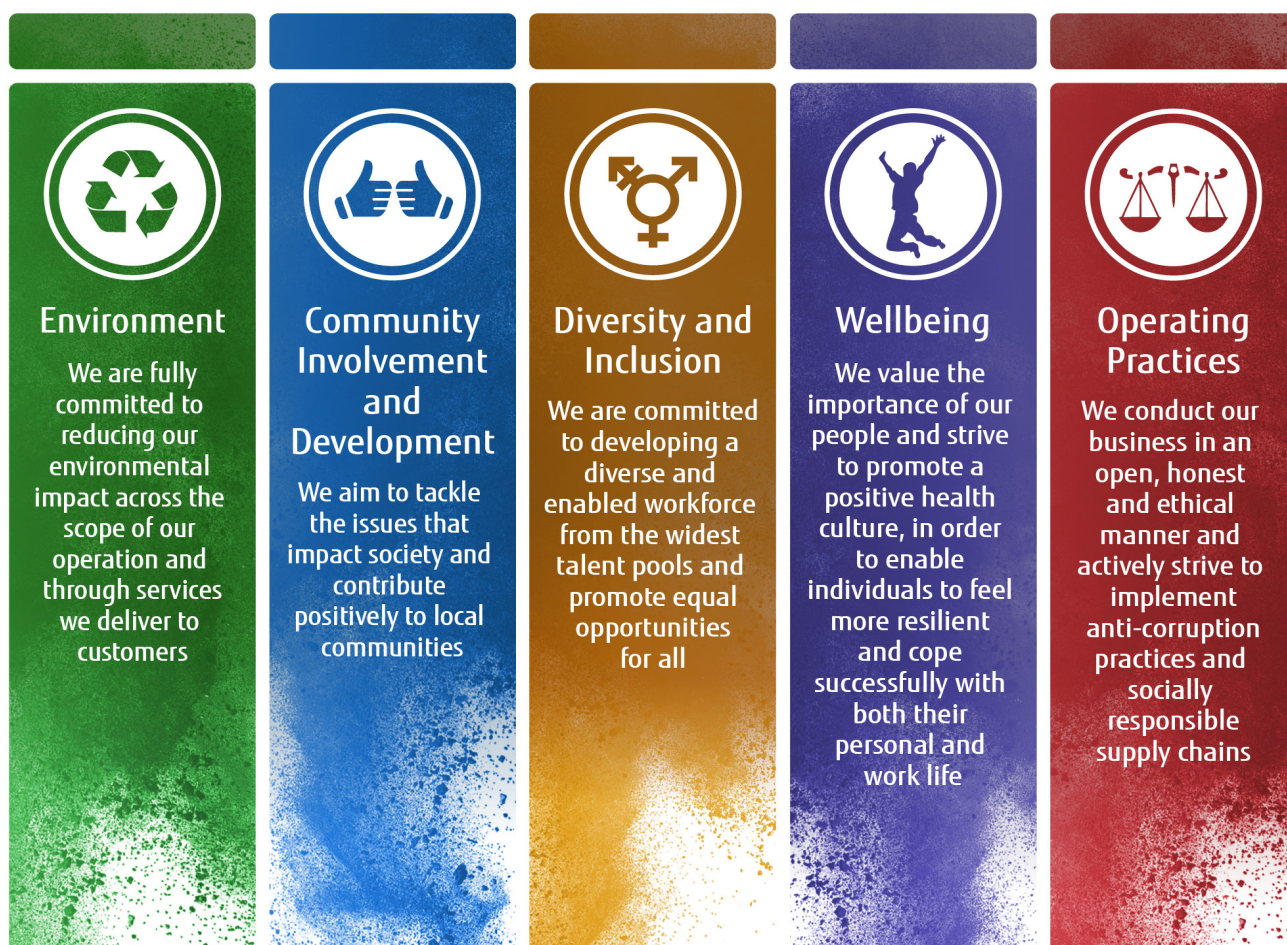 Environment
We are fully
committed to
reducing our
environmental
impact across the
scope of our
operation and
through services
we deliver to
customers
Community
Involvement
and
Development
We aim to tackle
the issues that
impact society and
contribute
positively to local
communities
Diversity and
Inclusion
We are committed
to developing a
diverse and
enabled workforce
from the widest
talent pools and
promote equal
opportunities
for all
Wellbeing
We value the
importance of our
people and strive
to promote a
positive health
culture, in order
to enable
individuals to feel
more resilient
and cope
successfully with
both their
personal and
work life
Operating
Practices
We conduct our
business in an
open, honest
and ethical
manner and
actively strive to
implement
anti-corruption
practices and
socially
responsible
supply chains